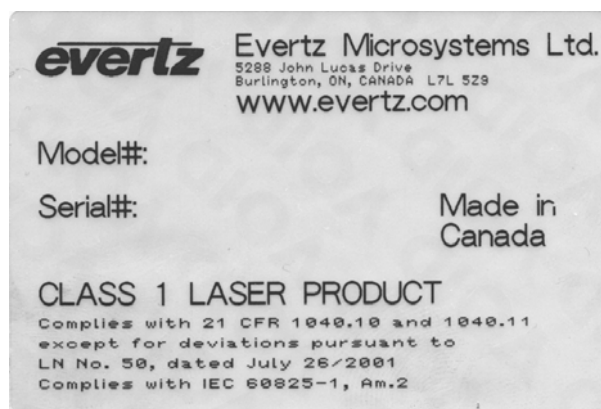 evertz
Evertz Microsystems Ltd.
5288 John Lucas Drive
Burlington, ON, CANADA L7L 5Z9
www.evertz.com
Model#:
Serial#:
Made in
Canada
CLASS 1 LASER PRODUCT
Complies with 21 CFR 1040.10 and 1040.11
except for deviations pursuant to
LN No. 50, dated July 26/2001
Complies with IEC 60825-1, Am.2